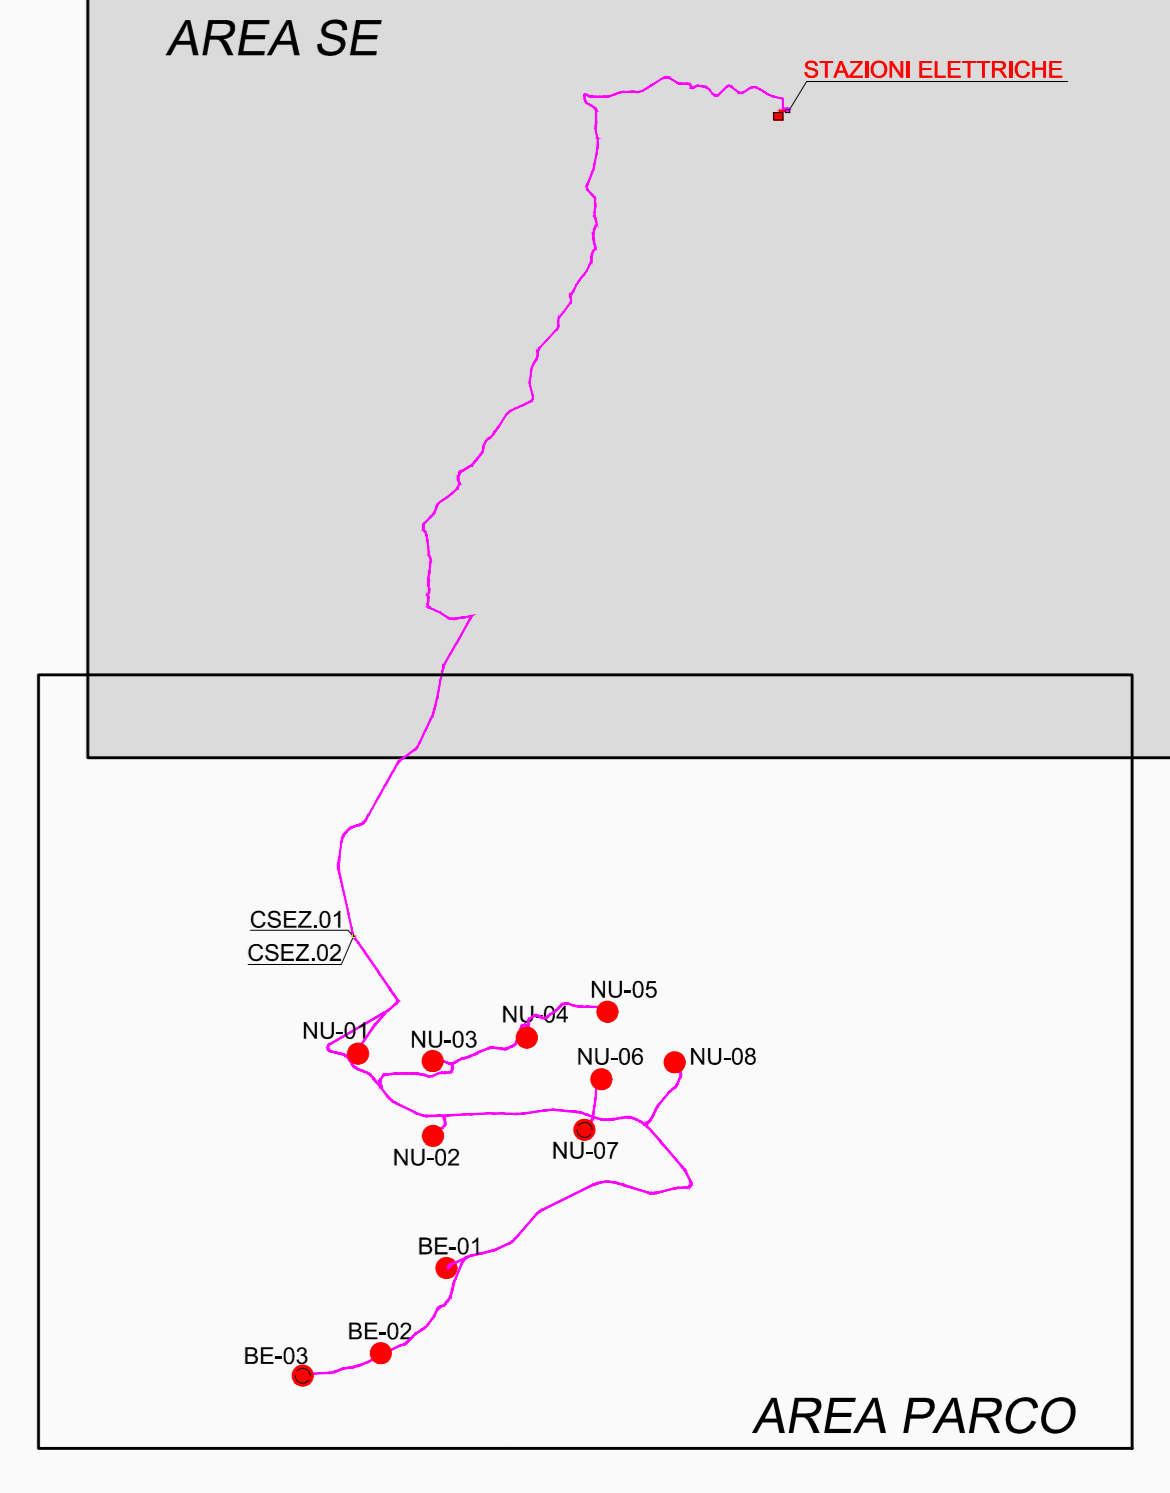 AREA SE
STAZIONI ELETTRICHE
CSEZ.01
CSEZ.02
NU-05
NU-04
NU-01
NU-03
NU-06
NU-08
NU-07
NU-02
BE-01
BE-02
BE-03
AREA PARCO